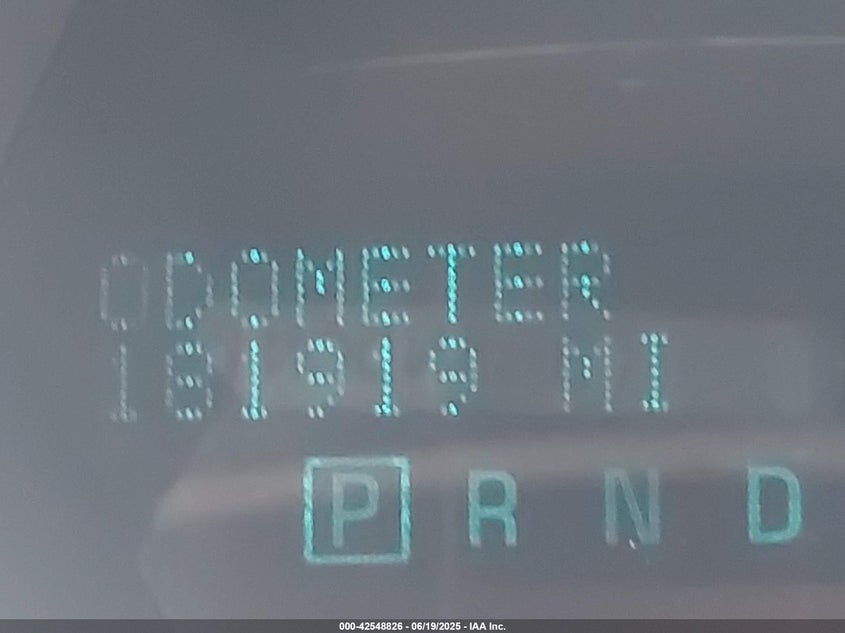 ODOMETER
181919 MI
P R N D
000-42548826 - 06/19/2025 - IAA Inc.